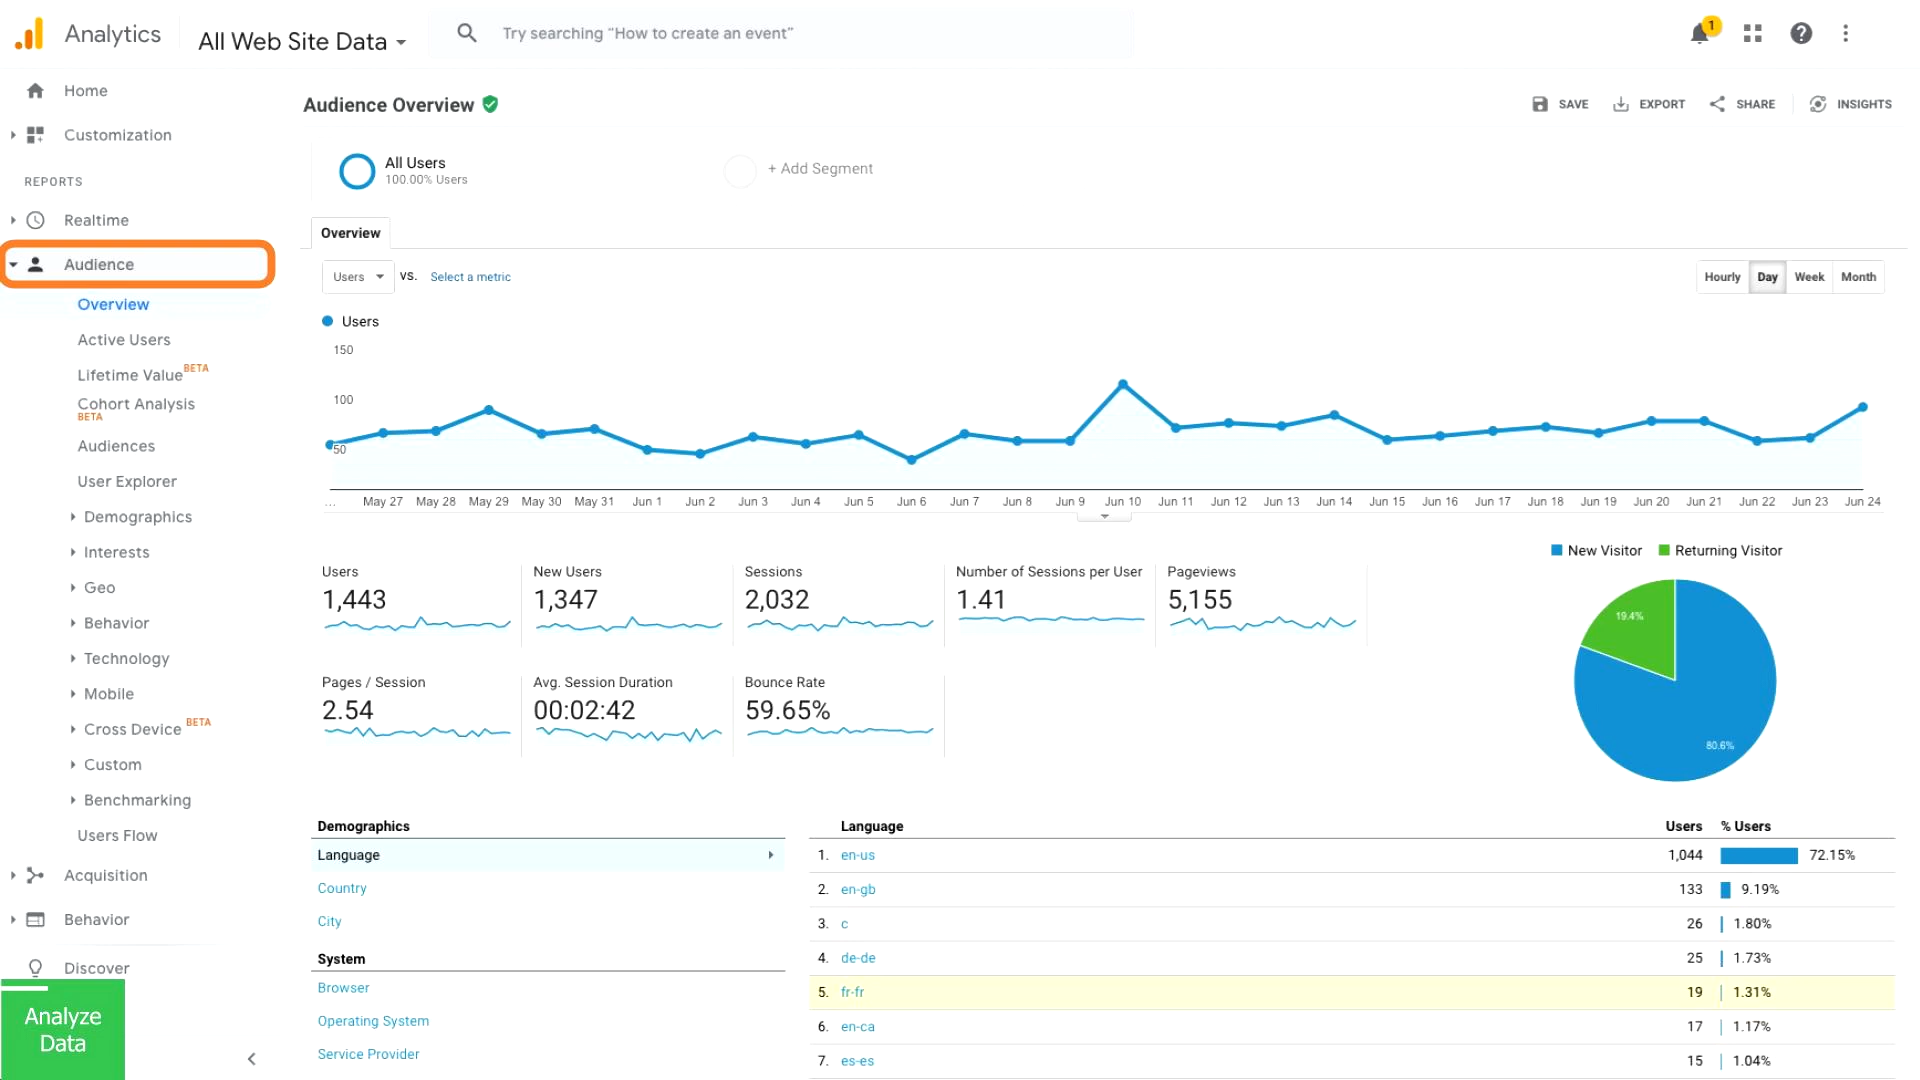 Analytics
All Web Site Data
Try searching “How to create an event”
1
Home
Customization
REPORTS
Realtime
Audience
Overview
Active Users
Lifetime Value BETA
Cohort Analysis
BETA
Audiences
User Explorer
Demographics
Interests
Geo
Behavior
Technology
Mobile
Cross Device BETA
Custom
Benchmarking
Users Flow
Acquisition
Behavior
Discover
Analyze
Data
Audience Overview
SAVE EXPORT SHARE INSIGHTS
All Users
100.00% Users
+ Add Segment
Overview
Users vs. Select a metric
Hourly Day Week Month
Users
150
100
50
... May 27 May 28 May 29 May 30 May 31 Jun 1 Jun 2 Jun 3 Jun 4 Jun 5 Jun 6 Jun 7 Jun 8 Jun 9 Jun 10 Jun 11 Jun 12 Jun 13 Jun 14 Jun 15 Jun 16 Jun 17 Jun 18 Jun 19 Jun 20 Jun 21 Jun 22 Jun 23 Jun 24
Users New Users Sessions Number of Sessions per User Pageviews
1,443 1,347 2,032 1.41 5,155
Pages / Session Avg. Session Duration Bounce Rate
2.54 00:02:42 59.65%
New Visitor Returning Visitor
19.4%
80.6%
Demographics
Language
Country
City
System
Browser
Operating System
Service Provider
Language Users % Users
1. en-us 1,044 72.15%
2. en-gb 133 9.19%
3. c 26 1.80%
4. de-de 25 1.73%
5. fr-fr 19 1.31%
6. en-ca 17 1.17%
7. es-es 15 1.04%